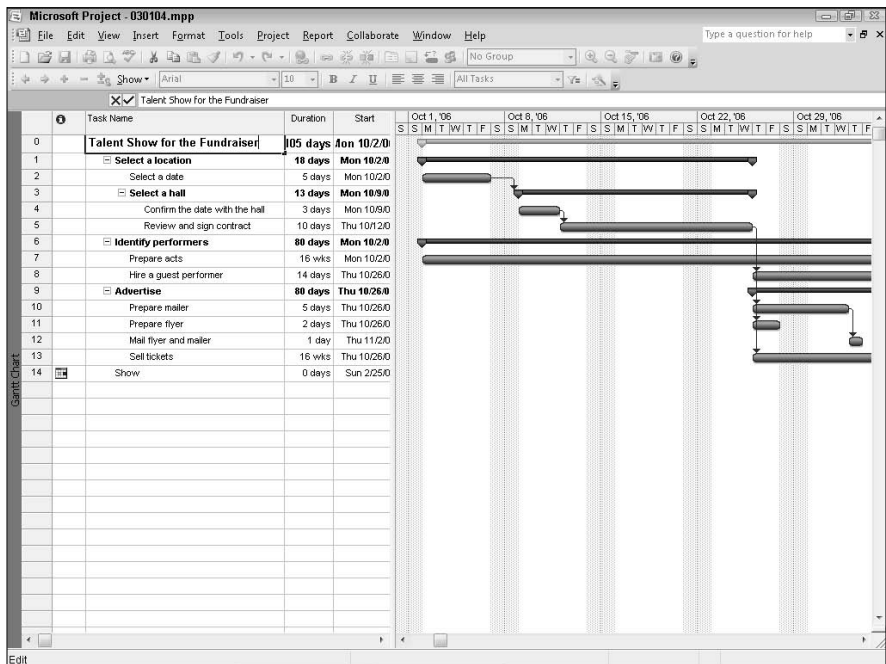 Microsoft Project - 030104.mpp
File Edit View Insert Format Tools Project Report Collaborate Window Help
Type a question for help
No Group
Show Arial 10 B I U All Tasks
Talent Show for the Fundraiser
Task Name Duration Start Oct 1, '06 Oct 8, '06 Oct 15, '06 Oct 22, '06 Oct 29, '06
S S M T W T F S S M T W T F S S M T W T F S S M T W T F S S M T W T F
0 Talent Show for the Fundraiser 105 days Mon 10/2/0
1 Select a location 18 days Mon 10/2/0
2 Select a date 5 days Mon 10/2/0
3 Select a hall 13 days Mon 10/9/0
4 Confirm the date with the hall 3 days Mon 10/9/0
5 Review and sign contract 10 days Thu 10/12/0
6 Identify performers 80 days Mon 10/2/0
7 Prepare acts 16 wks Mon 10/2/0
8 Hire a guest performer 14 days Thu 10/26/0
9 Advertise 80 days Thu 10/26/0
10 Prepare mailer 5 days Thu 10/26/0
11 Prepare flyer 2 days Thu 10/26/0
12 Mail flyer and mailer 1 day Thu 11/2/0
13 Sell tickets 16 wks Thu 10/26/0
14 Show 0 days Sun 2/25/0
Gantt Chart
Edit